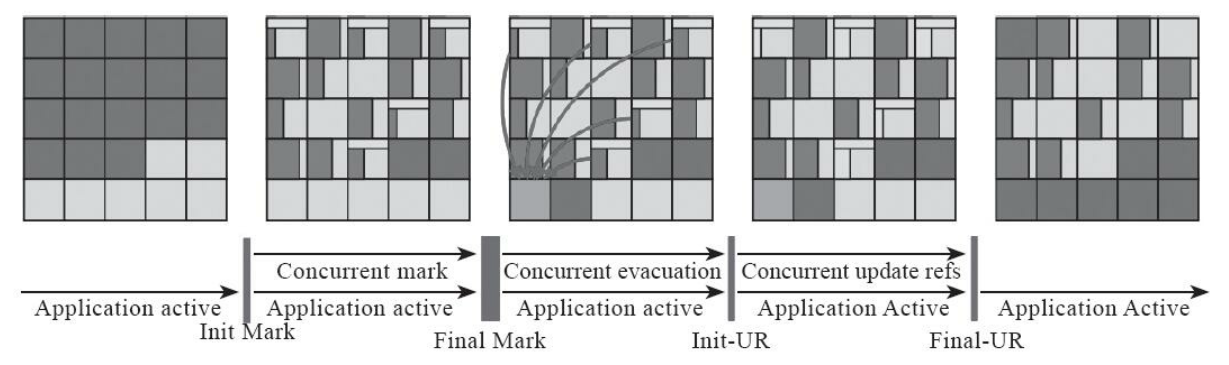 Concurrent mark
Concurrent evacuation
Concurrent update refs
Application active
Application active
Application active
Application Active
Application Active
Init Mark
Final Mark
Init-UR
Final-UR